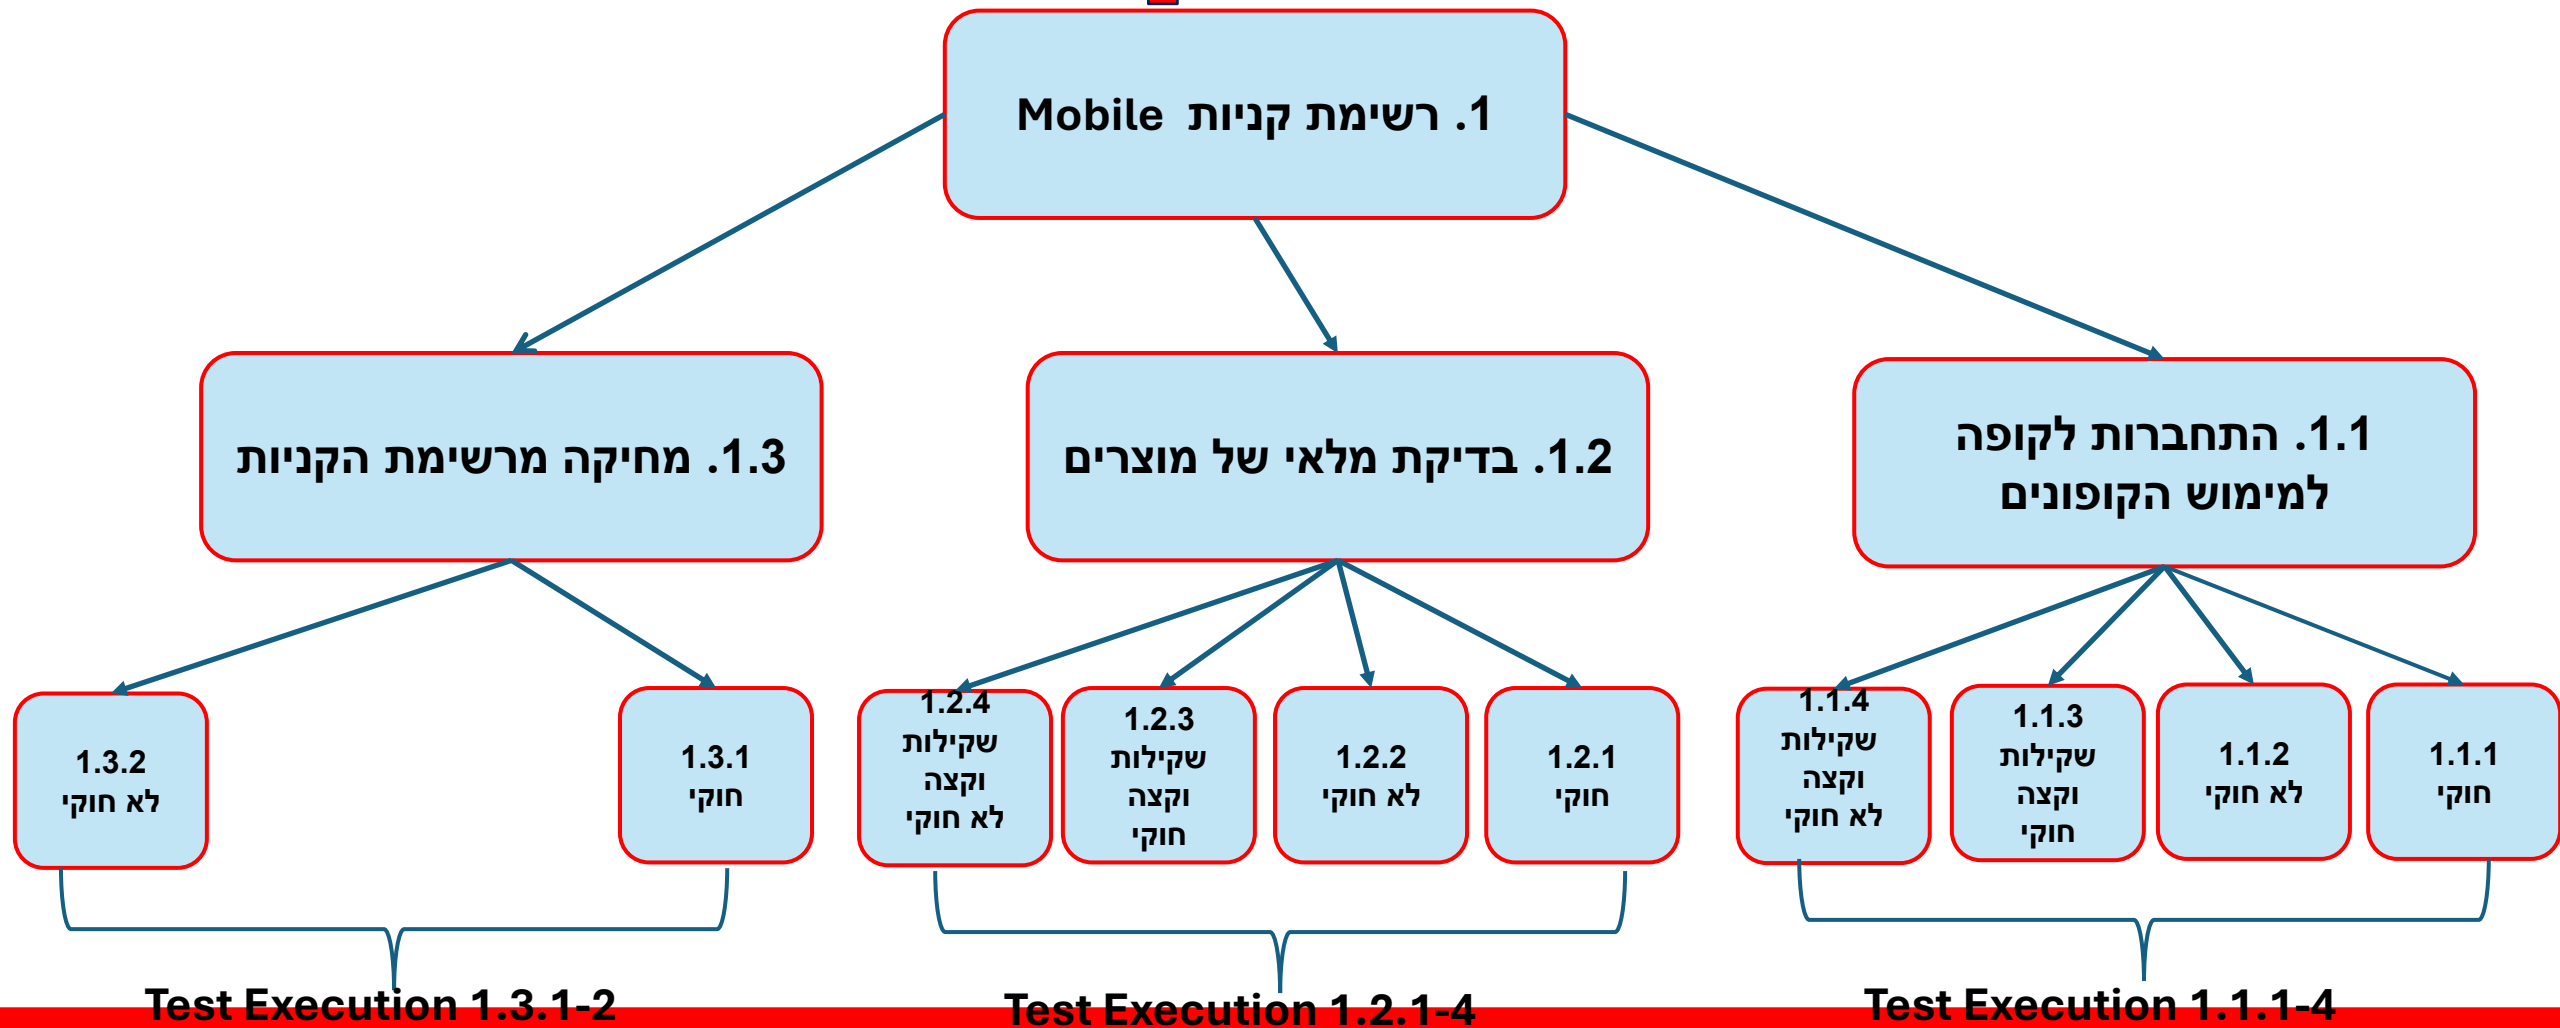 1. רשימת קניות Mobile
1.1. התחברות לקופה
למימוש הקופונים
1.2. בדיקת מלאי של מוצרים
1.3. מחיקה מרשימת הקניות
1.1.1
חוקי
1.1.2
לא חוקי
1.1.3
שקילות
וקצה
חוקי
1.1.4
שקילות
וקצה
לא חוקי
1.2.1
חוקי
1.2.2
לא חוקי
1.2.3
שקילות
וקצה
חוקי
1.2.4
שקילות
וקצה
לא חוקי
1.3.1
חוקי
1.3.2
לא חוקי
Test Execution 1.1.1-4
Test Execution 1.2.1-4
Test Execution 1.3.1-2